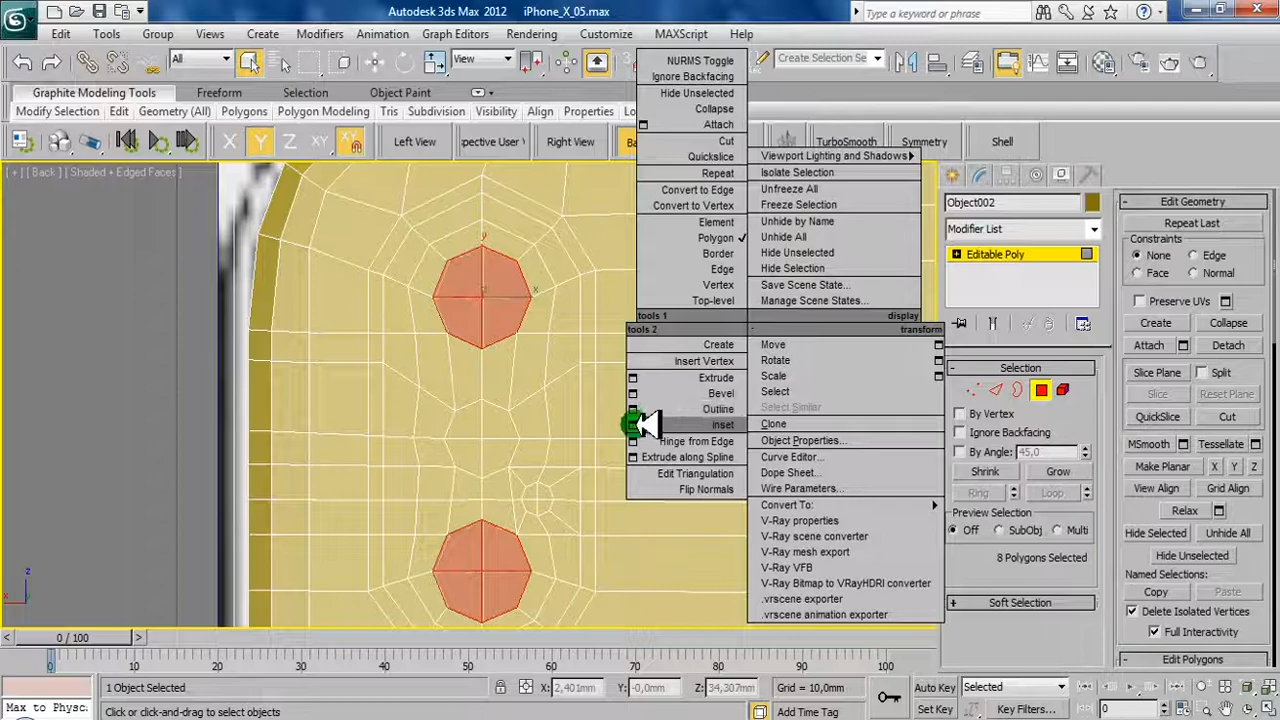 Autodesk 3ds Max 2012 iPhone_X_05.max
Type a keyword or phrase
Edit Tools Group Views Create Modifiers Animation Graph Editors Rendering Customize MAXScript Help
All
View
Create Selection Se
Graphite Modeling Tools Freeform Selection Object Paint
Modify Selection Edit Geometry (All) Polygons Polygon Modeling Tris Subdivision Visibility Align Properties
X Y Z XY XY Left View Right View TurboSmooth Symmetry Shell
[ + ] [ Back ] [ Shaded + Edged Faces ]
NURMS Toggle
Ignore Backfacing
Hide Unselected
Collapse
Attach
Cut
Quickslice
Repeat
Convert to Edge
Convert to Vertex
Element
Polygon
Border
Edge
Vertex
Top-level
tools 1
Viewport Lighting and Shadows
Isolate Selection
Unfreeze All
Freeze Selection
Unhide by Name
Unhide All
Hide Unselected
Hide Selection
Save Scene State...
Manage Scene States...
display
tools 2
Create
Insert Vertex
Extrude
Bevel
Outline
Inset
Hinge from Edge
Extrude along Spline
Edit Triangulation
Flip Normals
transform
Move
Rotate
Scale
Select
Select Similar
Clone
Object Properties...
Curve Editor...
Dope Sheet...
Wire Parameters...
Convert To:
V-Ray properties
V-Ray scene converter
V-Ray mesh export
V-Ray VFB
V-Ray Bitmap to VRayHDRI converter
.vrscene exporter
.vrscene animation exporter
y
x
z
x
Object002
Modifier List
Editable Poly
Selection
By Vertex
Ignore Backfacing
By Angle: 45,0
Shrink Grow
Ring Loop
Preview Selection
Off SubObj Multi
8 Polygons Selected
Soft Selection
Edit Geometry
Repeat Last
Constraints
None Edge
Face Normal
Preserve UVs
Create Collapse
Attach Detach
Slice Plane Split
Slice Reset Plane
QuickSlice Cut
MSmooth Tessellate
Make Planar X Y Z
View Align Grid Align
Relax
Hide Selected Unhide All
Hide Unselected
Named Selections:
Copy Paste
Delete Isolated Vertices
Full Interactivity
Edit Polygons
< 0 / 100 >
0 10 20 30 40 50 60 70 80 90 100
1 Object Selected X: 2,401mm Y: -0,0mm Z: 34,307mm Grid = 10,0mm Auto Key Selected
Max to Physc. Click or click-and-drag to select objects Add Time Tag Set Key Key Filters... 0